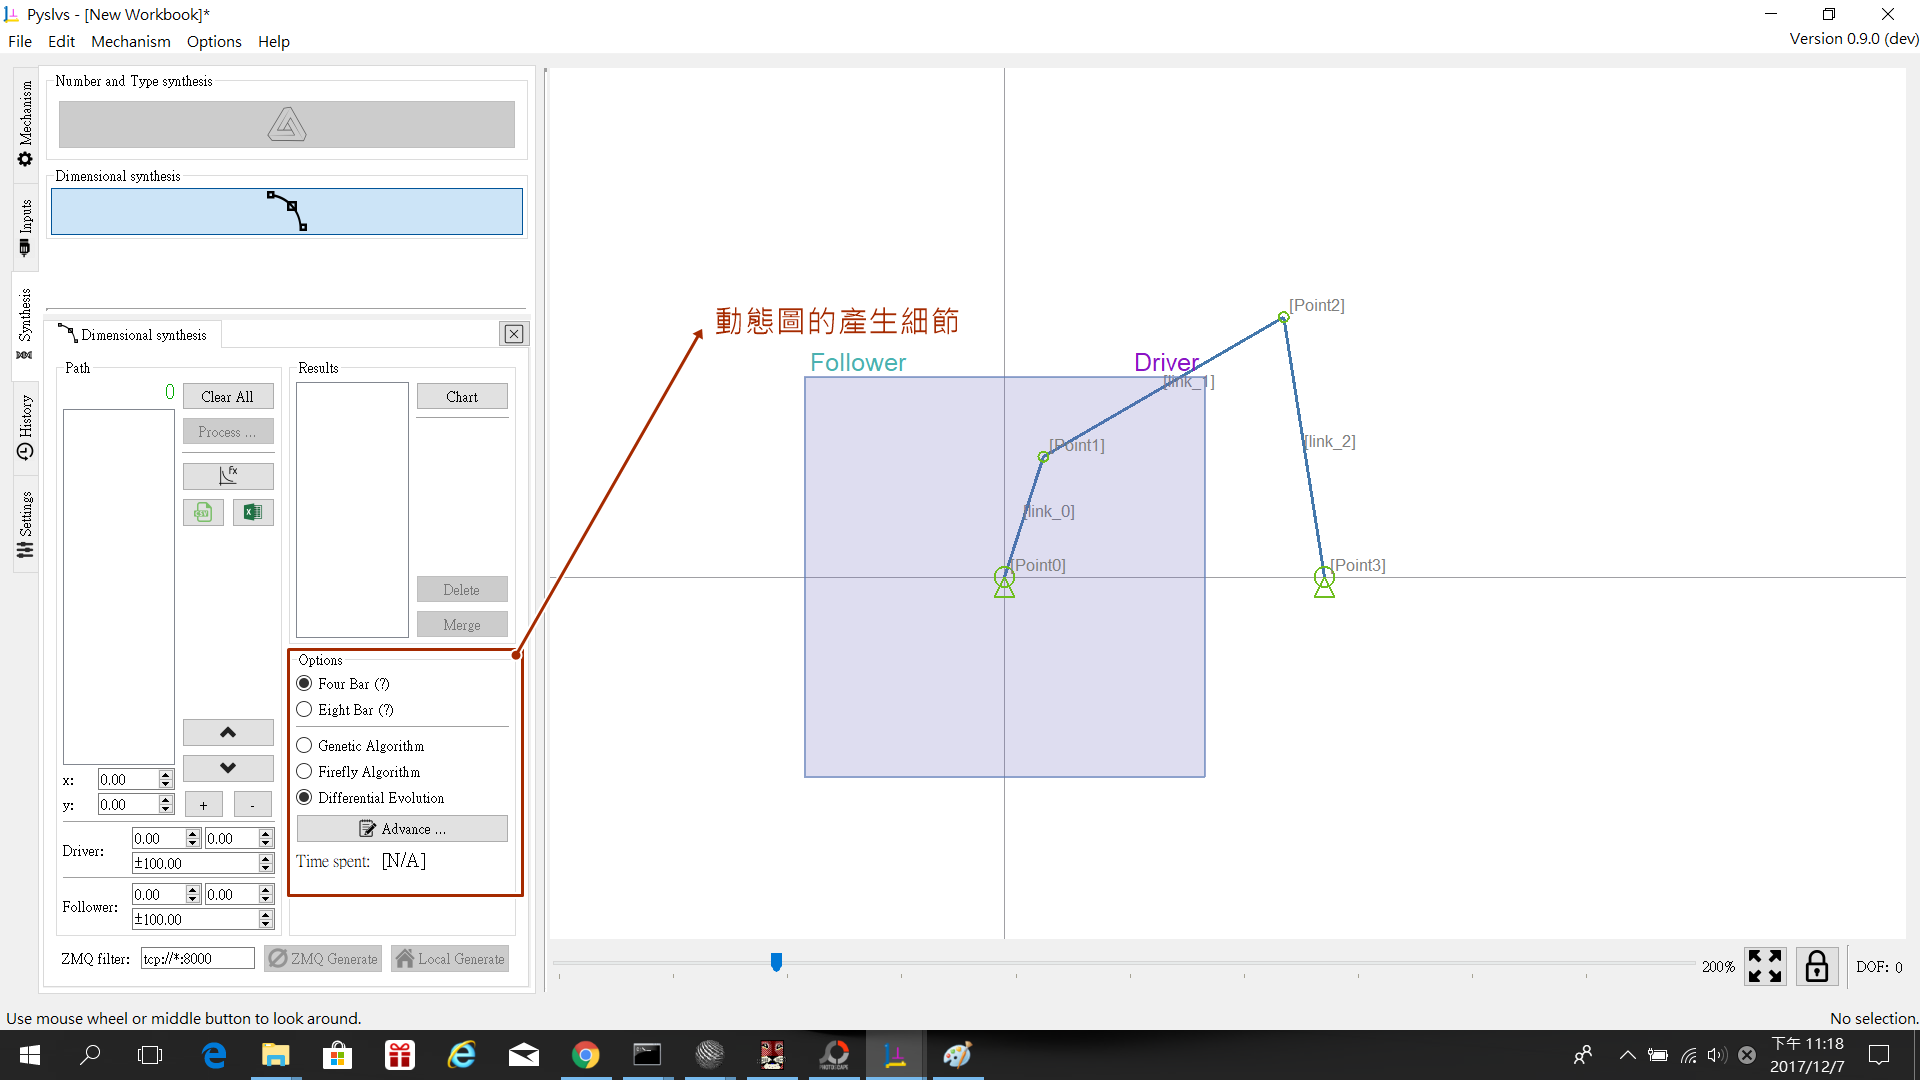 Pyslvs - [New Workbook]*
File Edit Mechanism Options Help
Version 0.9.0 (dev)
Mechanism
Inputs
Synthesis
History
Settings
Number and Type synthesis
Dimensional synthesis
Dimensional synthesis
Path
0
Clear All
Process ...
fx
CSV
x: 0.00
y: 0.00
+ -
Driver: 0.00 0.00
±100.00
Follower: 0.00 0.00
±100.00
Results
Chart
Delete
Merge
Options
Four Bar (?)
Eight Bar (?)
Genetic Algorithm
Firefly Algorithm
Differential Evolution
Advance ...
Time spent: [N/A]
ZMQ filter: tcp://*:8000 ZMQ Generate Local Generate
動態圖的產生細節
Follower
Driver
[Point2]
[link_1]
[Point1]
[link_2]
[link_0]
[Point0]
[Point3]
200%
DOF: 0
Use mouse wheel or middle button to look around.
No selection.
下午 11:18
2017/12/7